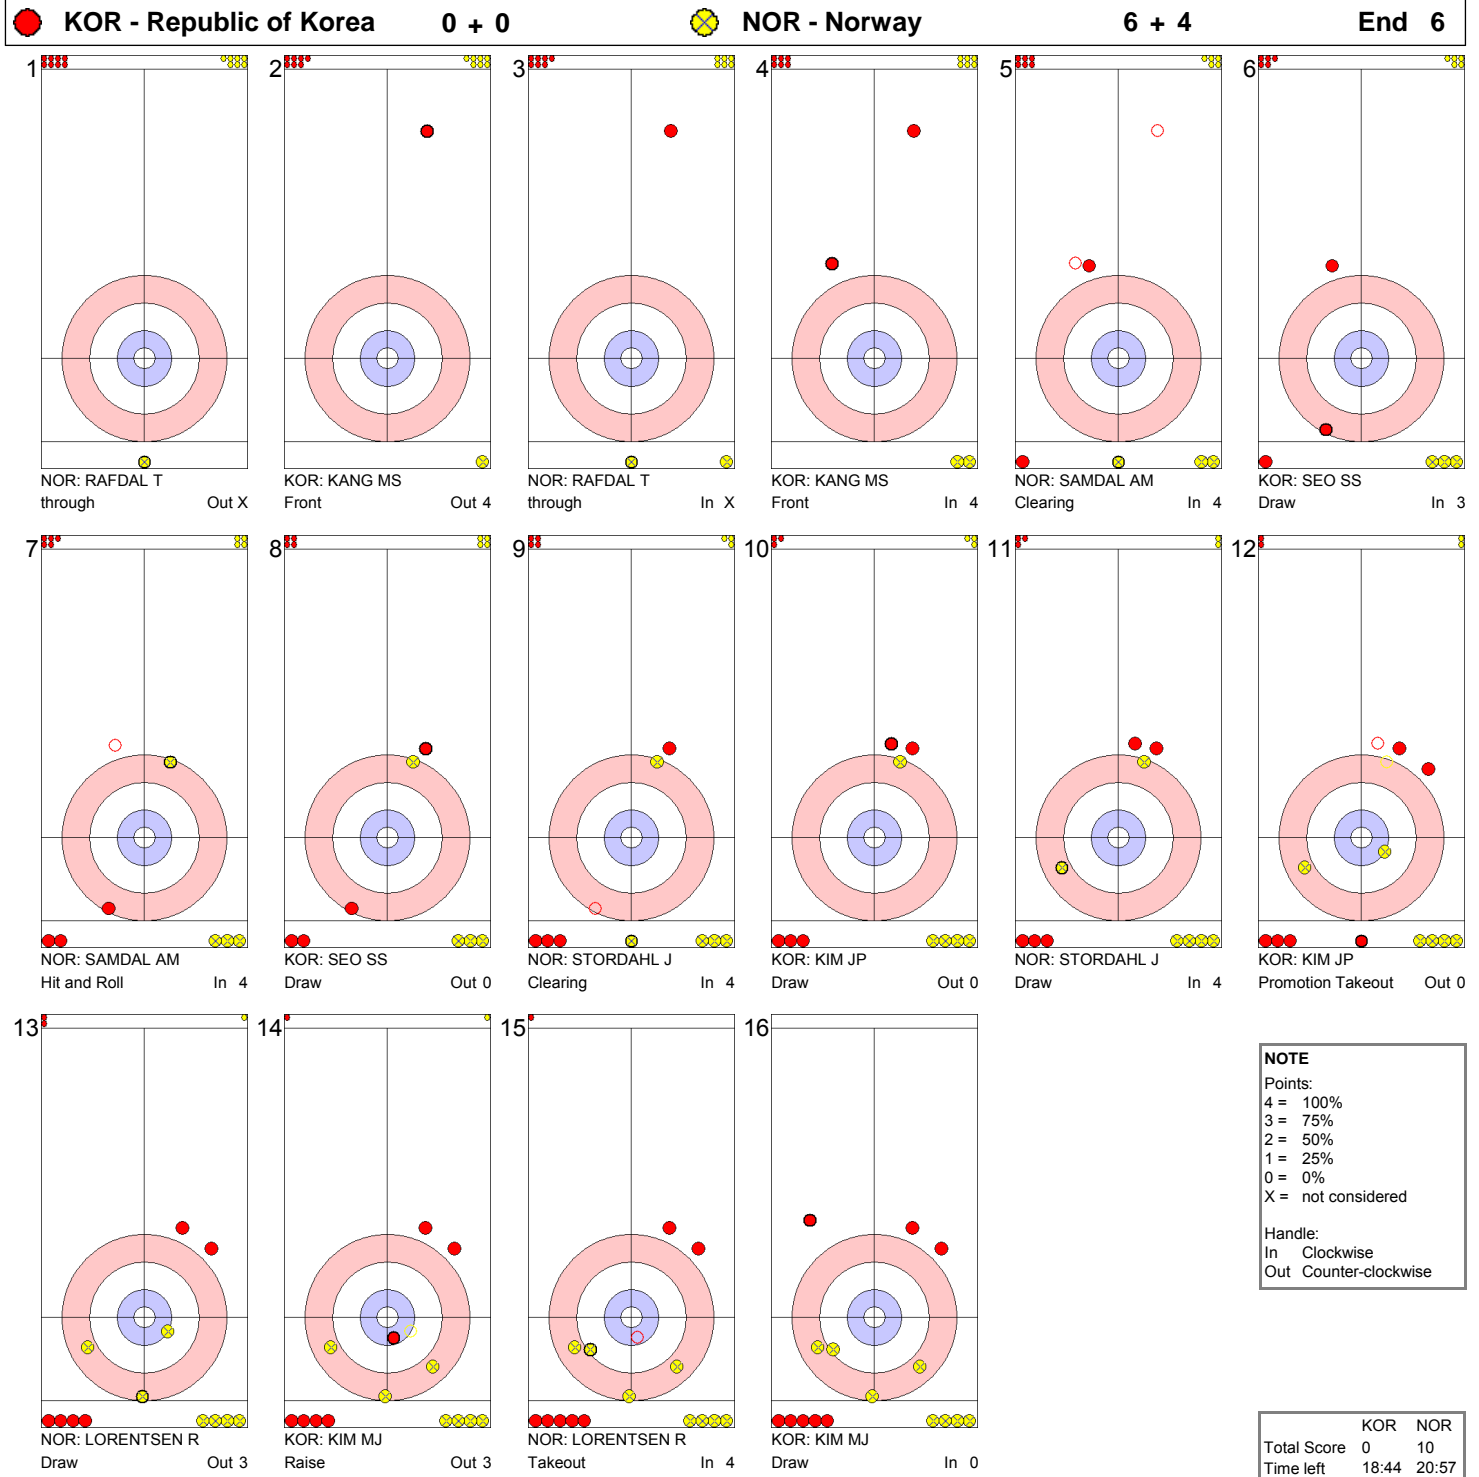 KOR - Republic of Korea 0 + 0 NOR - Norway 6 + 4 End 6
1 2 3 4 5 6
NOR: RAFDAL T KOR: KANG MS NOR: RAFDAL T KOR: KANG MS NOR: SAMDAL AM KOR: SEO SS
through Out X Front Out 4 through In X Front In 4 Clearing In 4 Draw In 3
7 8 9 10 11 12
NOR: SAMDAL AM KOR: SEO SS NOR: STORDAHL J KOR: KIM JP NOR: STORDAHL J KOR: KIM JP
Hit and Roll In 4 Draw Out 0 Clearing In 4 Draw Out 0 Draw In 4 Promotion Takeout Out 0
13 14 15 16
NOTE
Points:
4 = 100%
3 = 75%
2 = 50%
1 = 25%
0 = 0%
X = not considered
Handle:
In Clockwise
Out Counter-clockwise
NOR: LORENTSEN R KOR: KIM MJ NOR: LORENTSEN R KOR: KIM MJ
Draw Out 3 Raise Out 3 Takeout In 4 Draw In 0
KOR NOR
Total Score 0 10
Time left 18:44 20:57